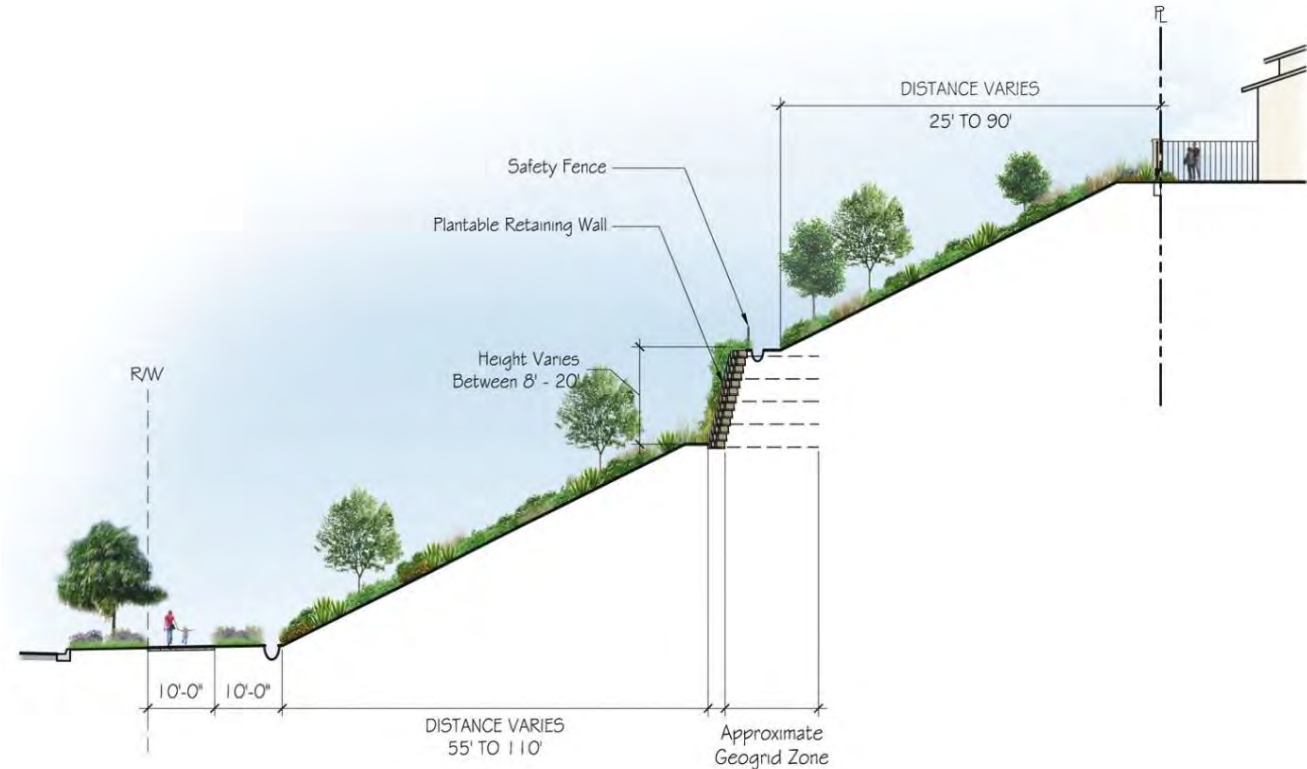 PL
DISTANCE VARIES
25' TO 90'
Safety Fence
Plantable Retaining Wall
Height Varies
Between 8' - 20'
R/W
10'-0"
10'-0"
DISTANCE VARIES
55' TO 110'
Approximate
Geogrid Zone